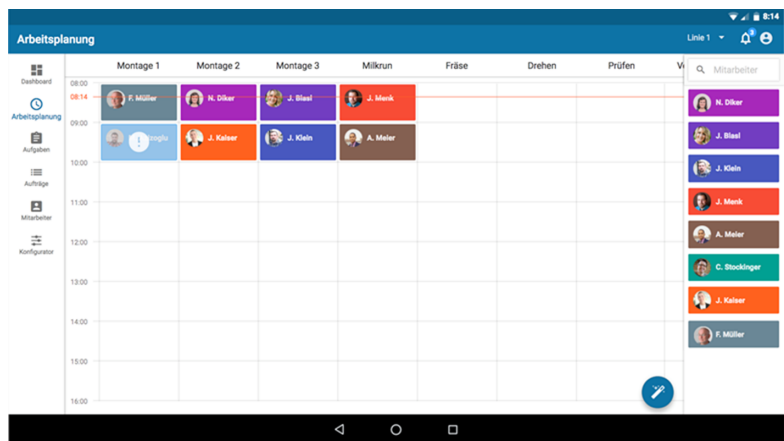 8:14
Arbeitsplanung
Linie 1
3
Montage 1 Montage 2 Montage 3 Milkrun Fräse Drehen Prüfen
Mitarbeiter
Dashboard
Arbeitsplanung
Aufgaben
Aufträge
Mitarbeiter
Konfigurator
08:00
08:14
09:00
10:00
11:00
12:00
13:00
14:00
15:00
16:00
F. Müller N. Diker J. Blasl J. Menk
J. Kaiser J. Klein A. Meier
N. Diker
J. Blasl
J. Klein
J. Menk
A. Meier
C. Stockinger
J. Kaiser
F. Müller